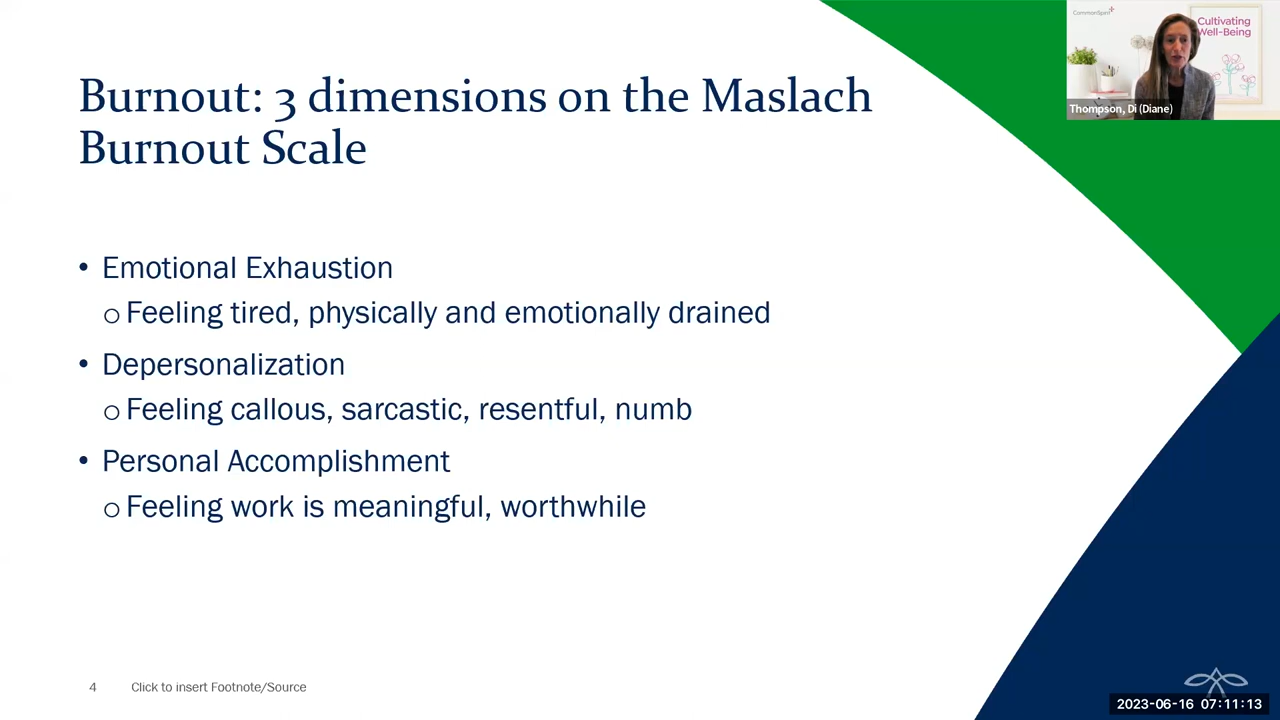 Burnout: 3 dimensions on the Maslach
Burnout Scale
• Emotional Exhaustion
o Feeling tired, physically and emotionally drained
• Depersonalization
o Feeling callous, sarcastic, resentful, numb
• Personal Accomplishment
o Feeling work is meaningful, worthwhile
4 Click to insert Footnote/Source
CommonSpirit
Cultivating
Well-Being
Thompson, Di (Diane)
2023-06-16 07:11:13